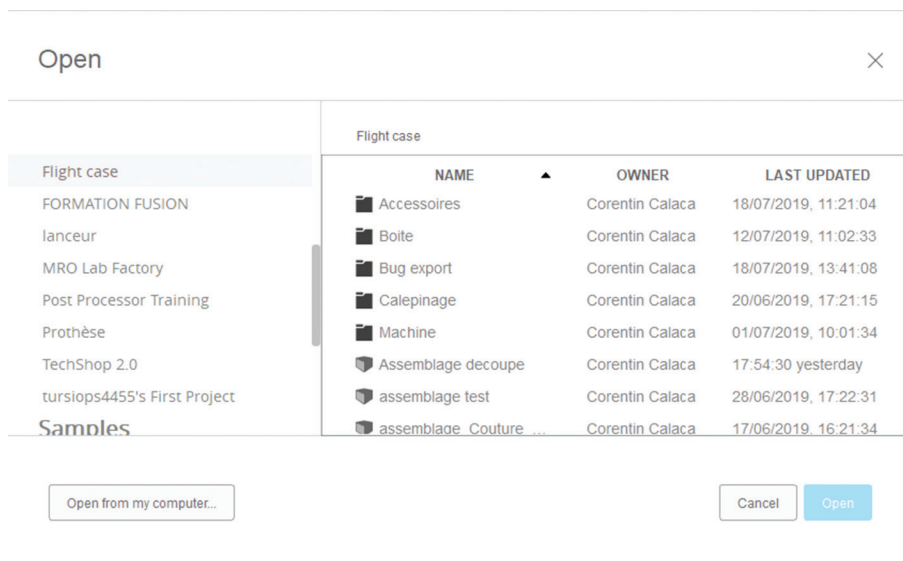 Open
Flight case
Flight case
FORMATION FUSION
lanceur
MRO Lab Factory
Post Processor Training
Prothèse
TechShop 2.0
tursiops4455's First Project
Samples
NAME OWNER LAST UPDATED
Accessoires Corentin Calaca 18/07/2019, 11:21:04
Boite Corentin Calaca 12/07/2019, 11:02:33
Bug export Corentin Calaca 18/07/2019, 13:41:08
Calepinage Corentin Calaca 20/06/2019, 17:21:15
Machine Corentin Calaca 01/07/2019, 10:01:34
Assemblage decoupe Corentin Calaca 17:54:30 yesterday
assemblage test Corentin Calaca 28/06/2019, 17:22:31
assemblage_Couture_... Corentin Calaca 17/06/2019, 16:21:34
Open from my computer...
Cancel
Open